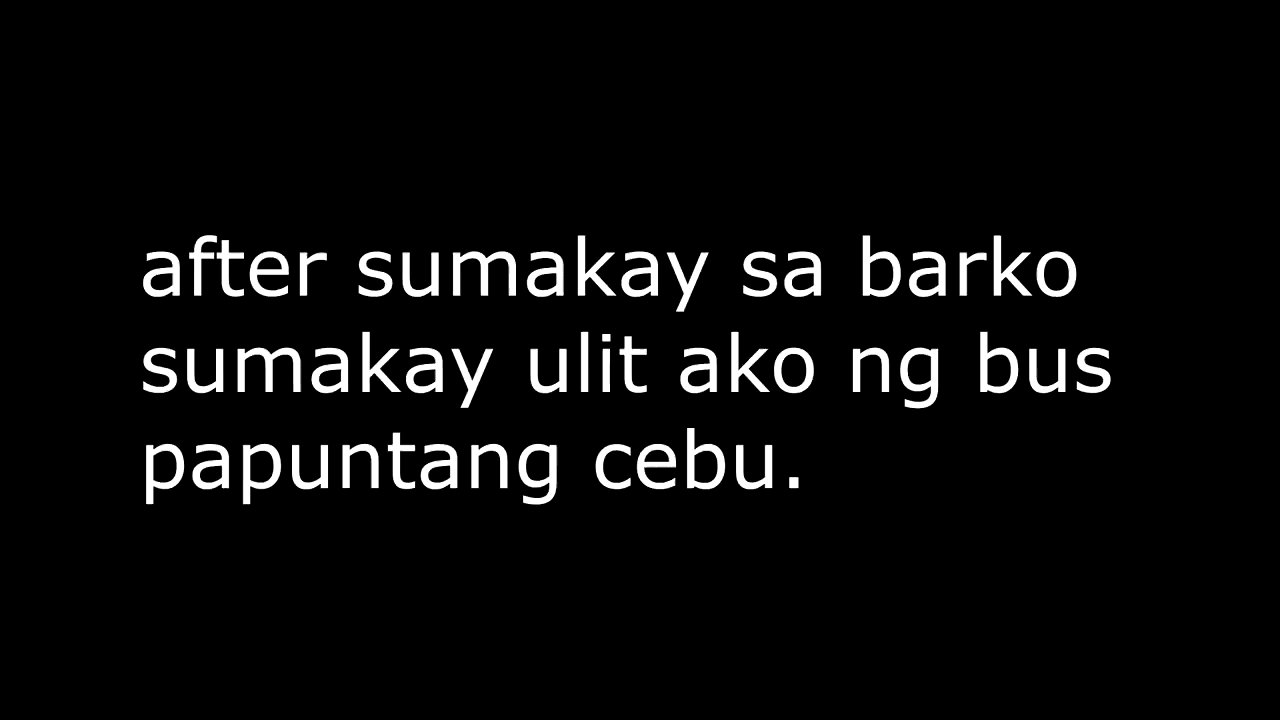 after sumakay sa barko
sumakay ulit ako ng bus
papuntang cebu.